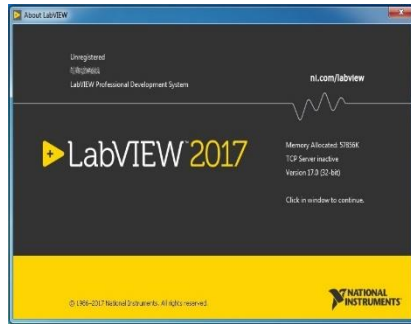 About LabVIEW
Unregistered
LabVIEW Professional Development System
ni.com/labview
LabVIEW™ 2017
Memory Allocated: 57856K
TCP Server inactive
Version 17.0 (32-bit)
Click in window to continue.
© 1986-2017 National Instruments. All rights reserved.
NATIONAL
INSTRUMENTS